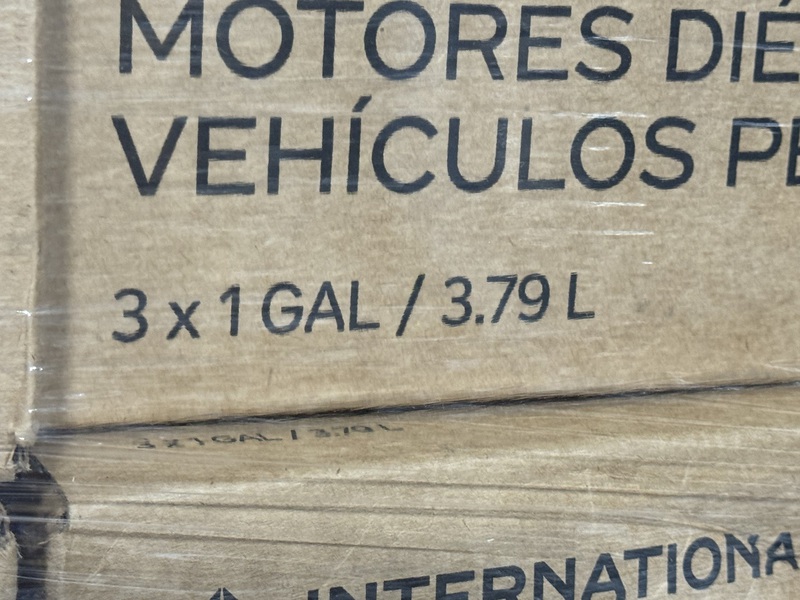 MOTORES DIÉ
VEHÍCULOS PE
3 x 1 GAL / 3.79 L
3 x 1 GAL / 3.79 L
INTERNATIONA